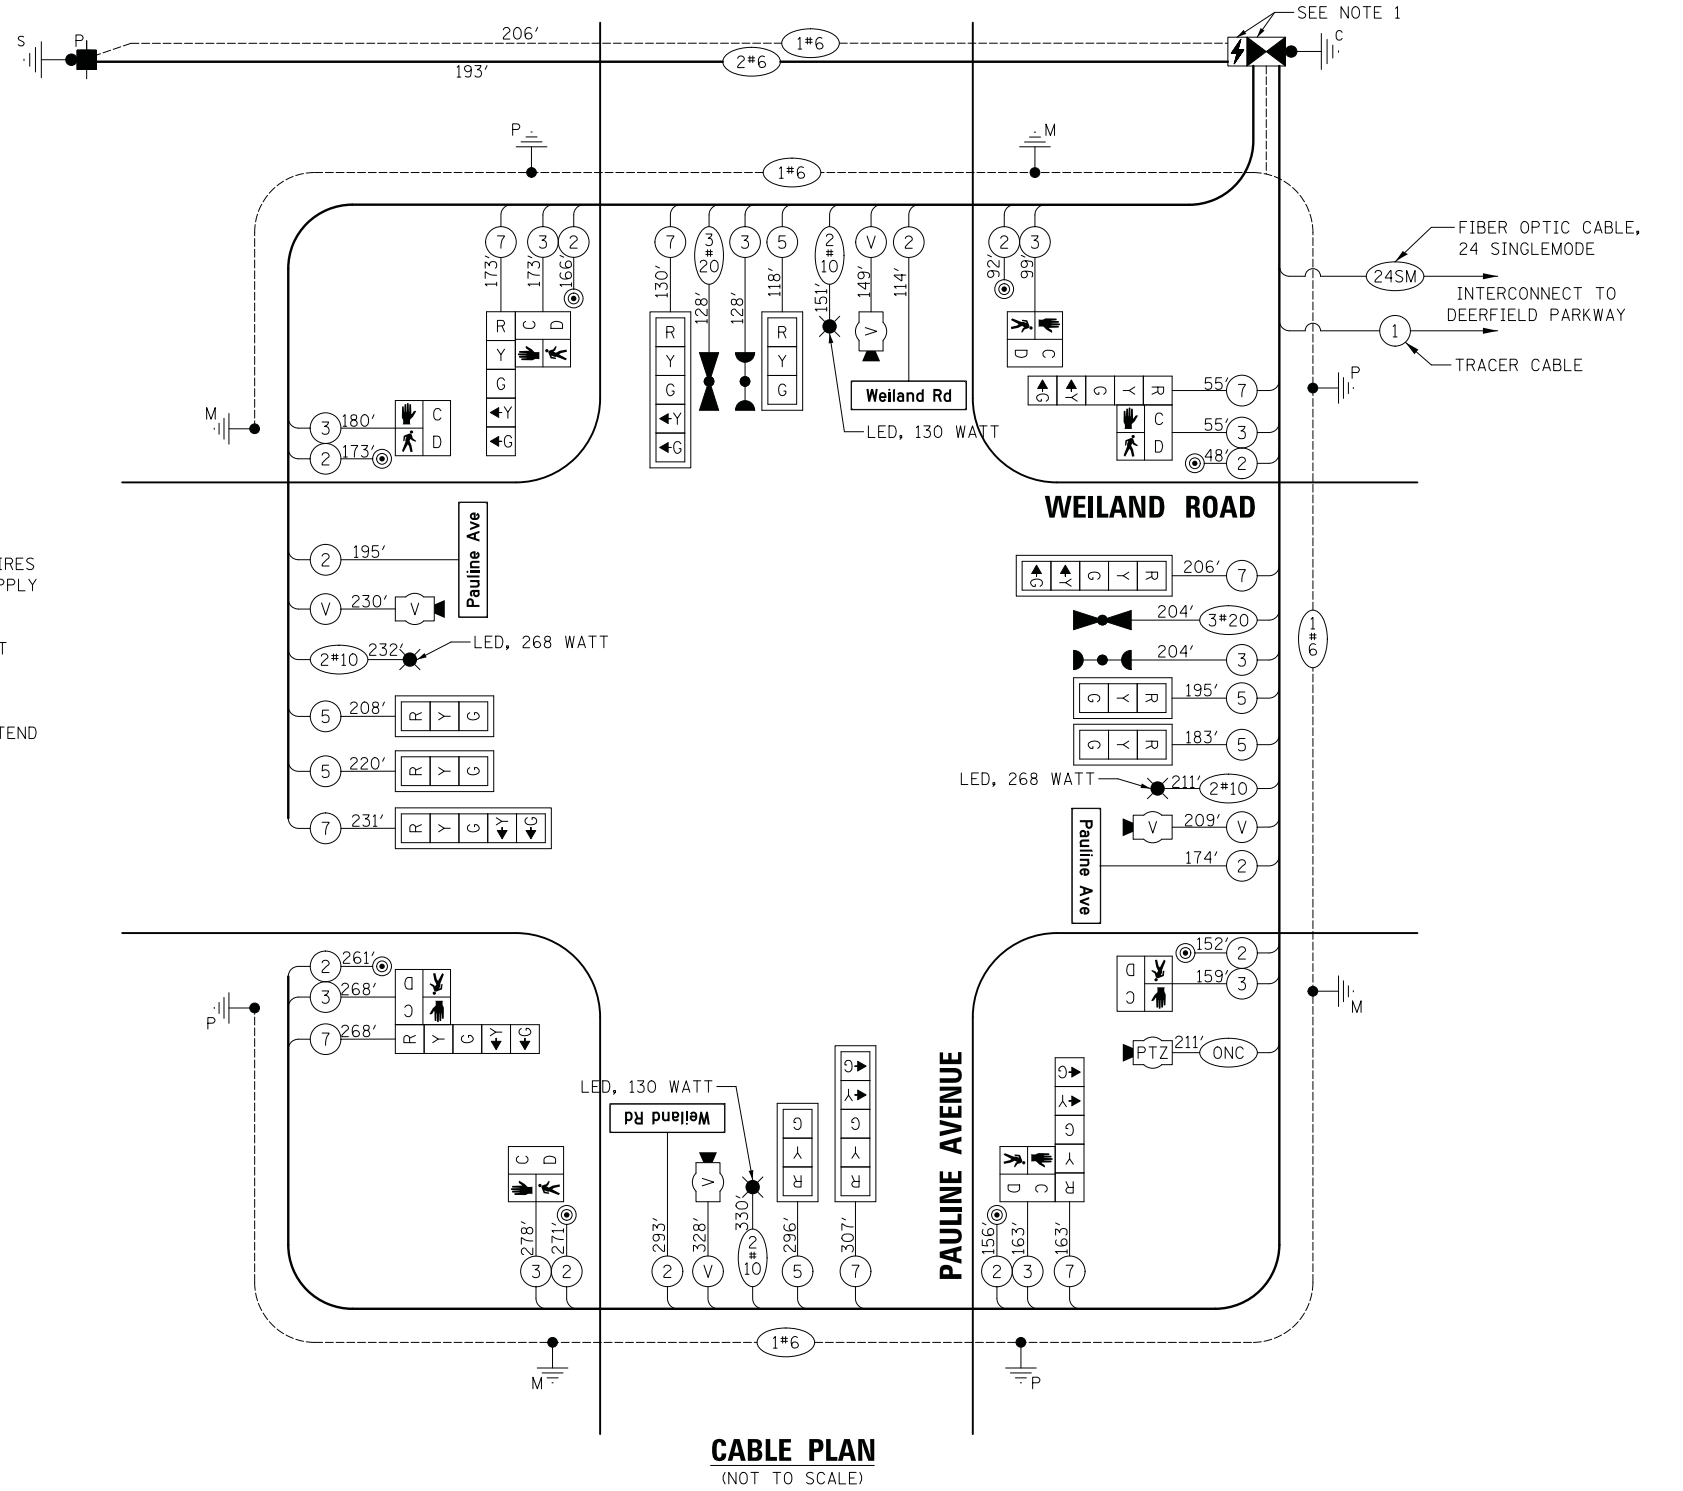 SEE NOTE 1
S
P
206′
1#6
C
193′
2#6
P
M
1#6
7
3
2
7
3#20
3
5
2#10
V
2
2
3
173′
173′
166′
130′
128′
128′
118′
151′
149′
114′
92′
99′
FIBER OPTIC CABLE,
24 SINGLEMODE
24SM
INTERCONNECT TO
DEERFIELD PARKWAY
1
TRACER CABLE
R
Y
G
Y
G
C D
R
Y
G
Y
G
R
Y
G
V
Weiland Rd
LED, 130 WATT
D C
G Y G Y R
55′
7
P
C
D
55′
3
48′
2
M
3
180′
C
D
2
173′
WEILAND ROAD
2
195′
Pauline Ave
IRES
PPLY
V
230′
V
T
2#10
232′
LED, 268 WATT
TEND
5
208′
R Y G
5
220′
R Y G
7
231′
R Y G Y G
G Y G Y R
206′
7
204′
3#20
1#6
204′
3
G Y R
195′
5
G Y R
183′
5
LED, 268 WATT
211′
2#10
V
209′
V
Pauline Ave
174′
2
2
261′
3
268′
D
C
P
7
268′
R Y G Y G
152′
2
D
C
159′
3
M
PTZ
211′
ONC
LED, 130 WATT
Weiland Rd
PAULINE AVENUE
C D
V
G
Y
R
G
Y
G
Y
R
D C
G
Y
G
Y
R
278′
271′
293′
328′
330′
296′
307′
156′
163′
163′
3
2
2
V
2#10
5
7
2
3
7
1#6
M
P
CABLE PLAN
(NOT TO SCALE)